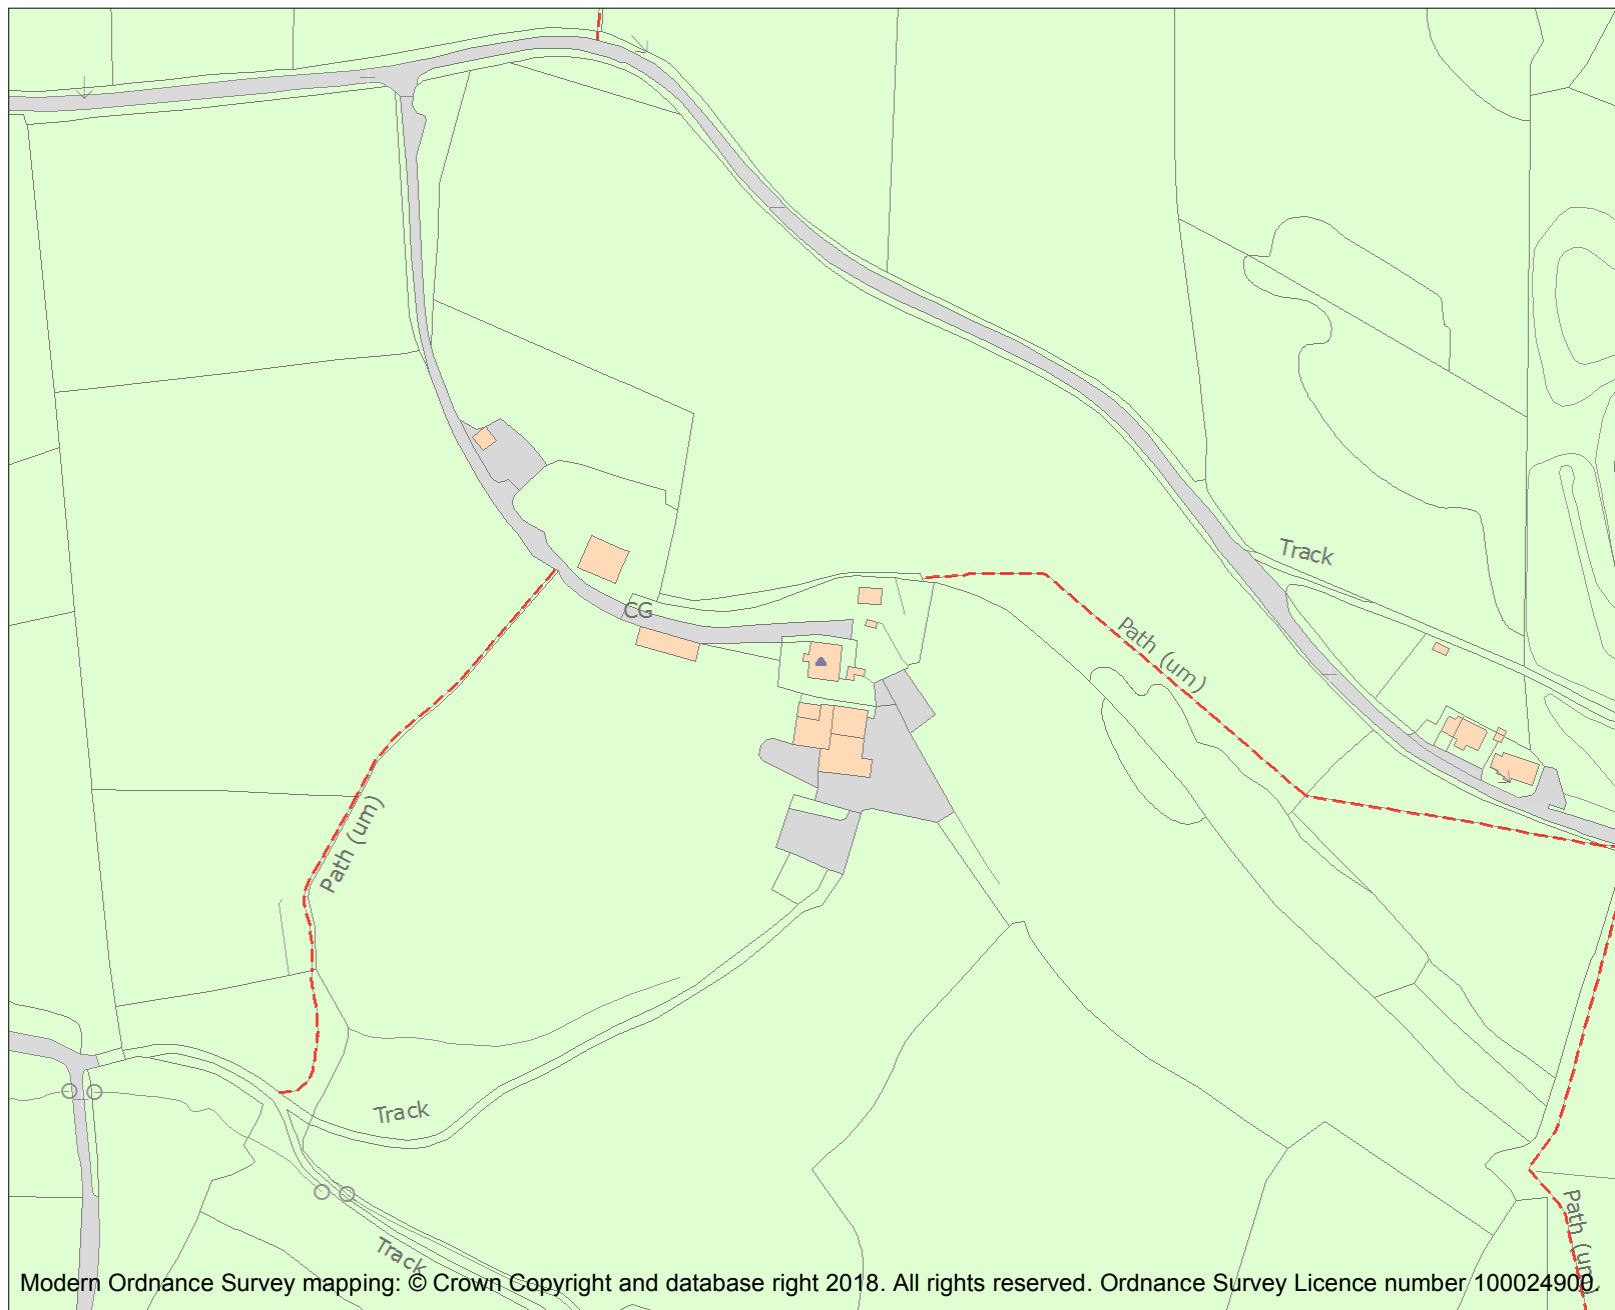 Track
CG
Path (um)
Path (um)
Track
Path (um)
Track
Modern Ordnance Survey mapping: © Crown Copyright and database right 2018. All rights reserved. Ordnance Survey Licence number 100024900.